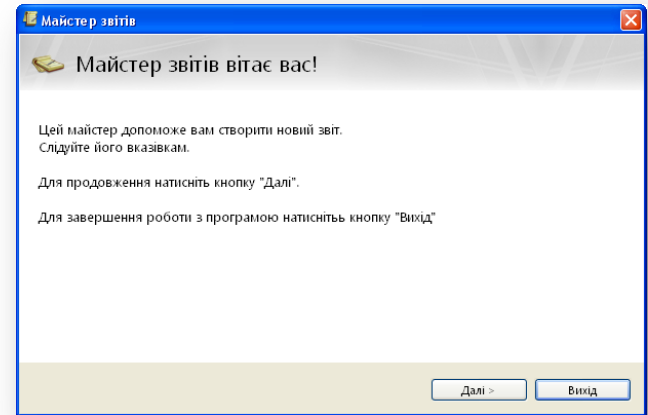 Майстер звітів
Майстер звітів вітає вас!
Цей майстер допоможе вам створити новий звіт.
Слідуйте його вказівкам.
Для продовження натисніть кнопку "Далі".
Для завершення роботи з програмою натиснітьь кнопку "Вихід"
Далі >
Вихід